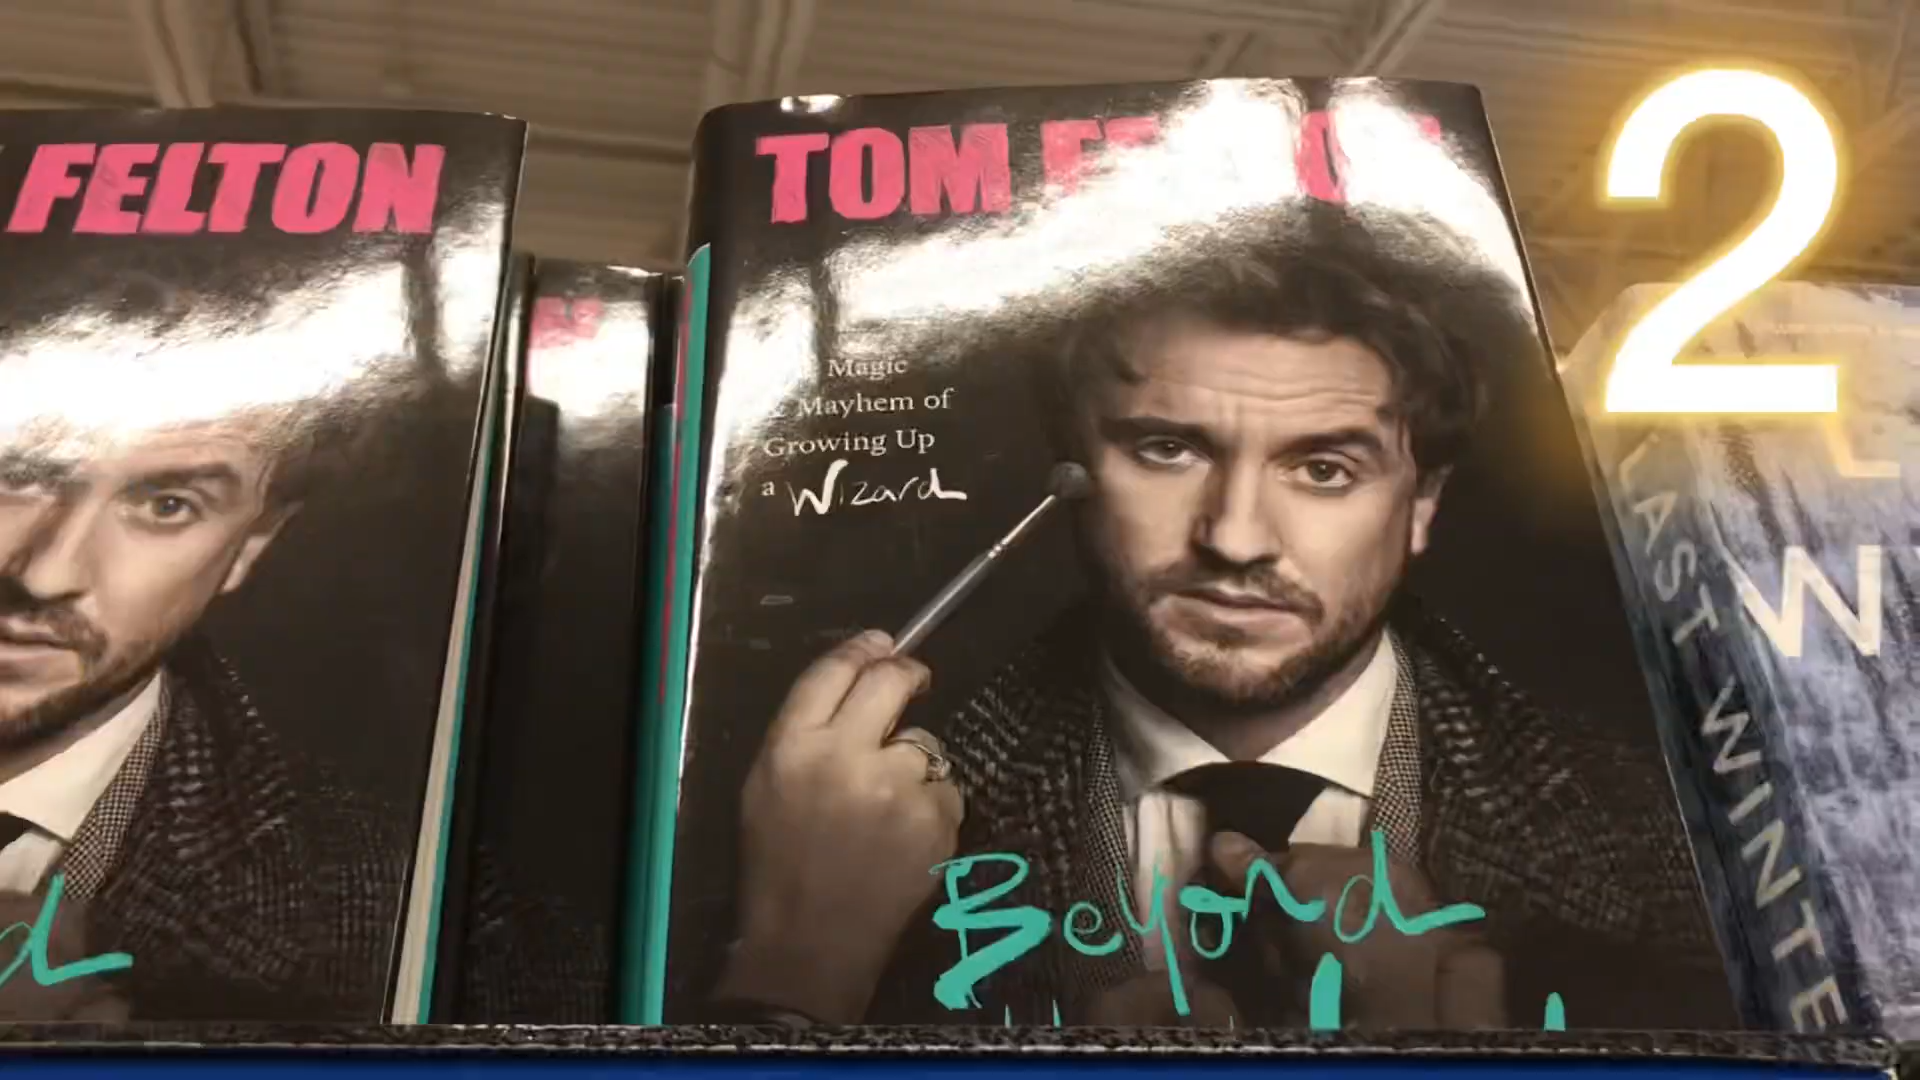 FELTON
TOM
Magic
& Mayhem of
Growing Up
a Wizard
Beyond
d
2
LAST WINTE
W